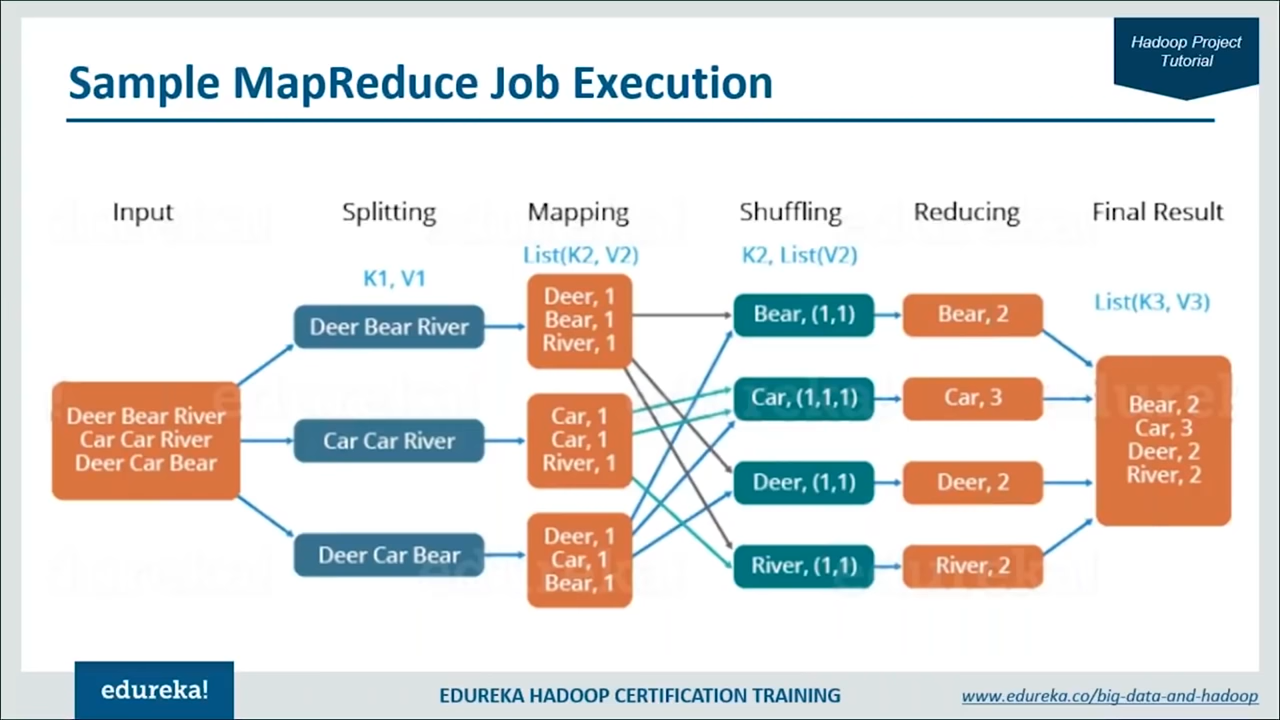 Hadoop Project
Tutorial
Sample MapReduce Job Execution
Input
Splitting
Mapping
Shuffling
Reducing
Final Result
K1, V1
List(K2, V2)
K2, List(V2)
List(K3, V3)
Deer Bear River
Car Car River
Deer Car Bear
Deer Bear River
Car Car River
Deer Car Bear
Deer, 1
Bear, 1
River, 1
Car, 1
Car, 1
River, 1
Deer, 1
Car, 1
Bear, 1
Bear, (1,1)
Car, (1,1,1)
Deer, (1,1)
River, (1,1)
Bear, 2
Car, 3
Deer, 2
River, 2
Bear, 2
Car, 3
Deer, 2
River, 2
edureka!
EDUREKA HADOOP CERTIFICATION TRAINING
www.edureka.co/big-data-and-hadoop